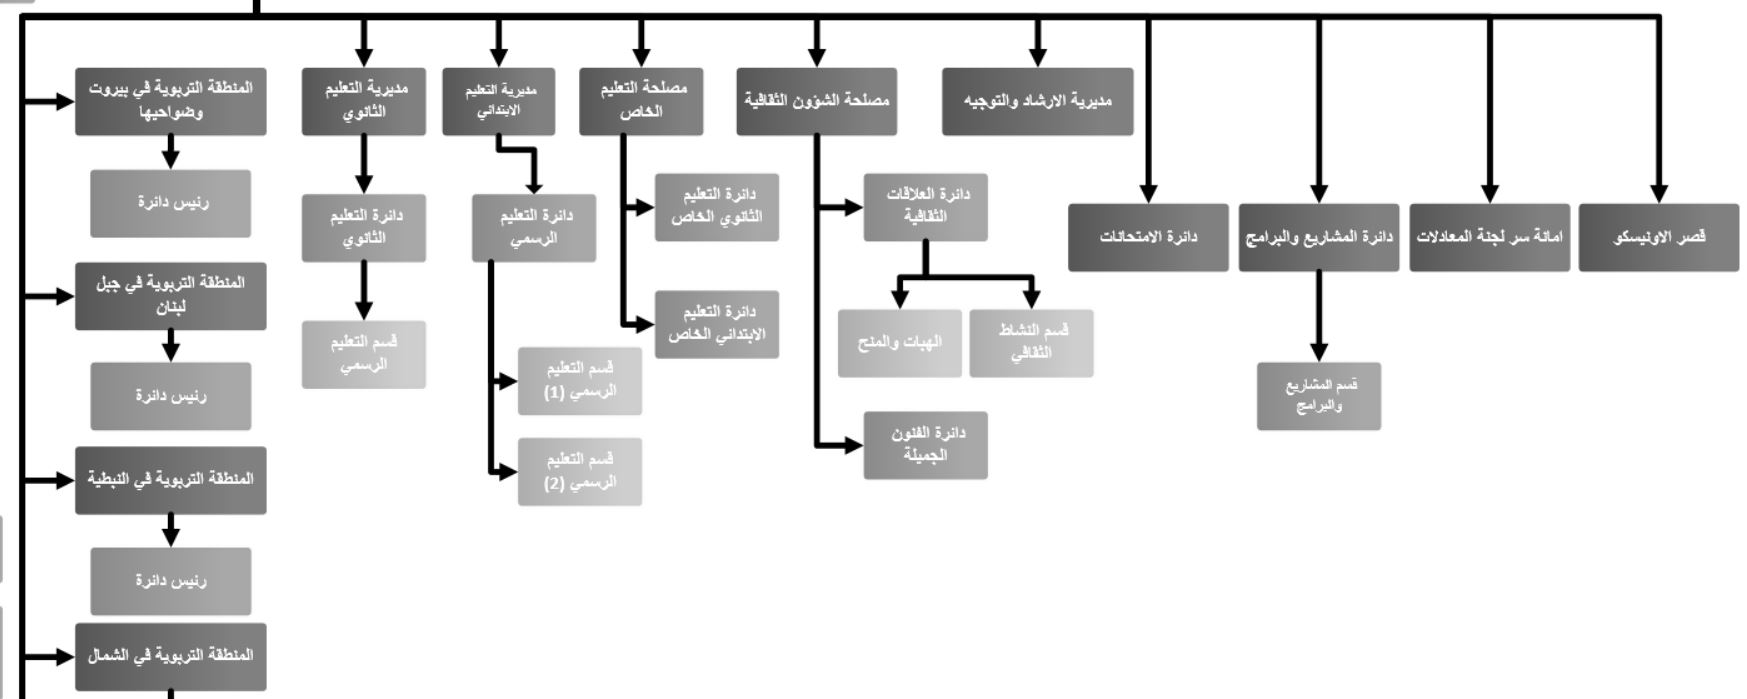 قصر الاونيسكو
امانة سر لجنة المعادلات
دائرة المشاريع والبرامج
قسم المشاريع
والبرامج
دائرة الامتحانات
مديرية الارشاد والتوجيه
مصلحة الشؤون الثقافية
دائرة العلاقات
الثقافية
قسم النشاط
الثقافي
الهبات والمنح
دائرة الفنون
الجميلة
مصلحة التعليم
الخاص
دائرة التعليم
الثانوي الخاص
دائرة التعليم
الابتدائي الخاص
مديرية التعليم
الابتدائي
دائرة التعليم
الرسمي
قسم التعليم
الرسمي (1)
قسم التعليم
الرسمي (2)
مديرية التعليم
الثانوي
دائرة التعليم
الثانوي
قسم التعليم
الرسمي
المنطقة التربوية في بيروت
وضواحيها
رئيس دائرة
المنطقة التربوية في جبل
لبنان
رئيس دائرة
المنطقة التربوية في النبطية
رئيس دائرة
المنطقة التربوية في الشمال